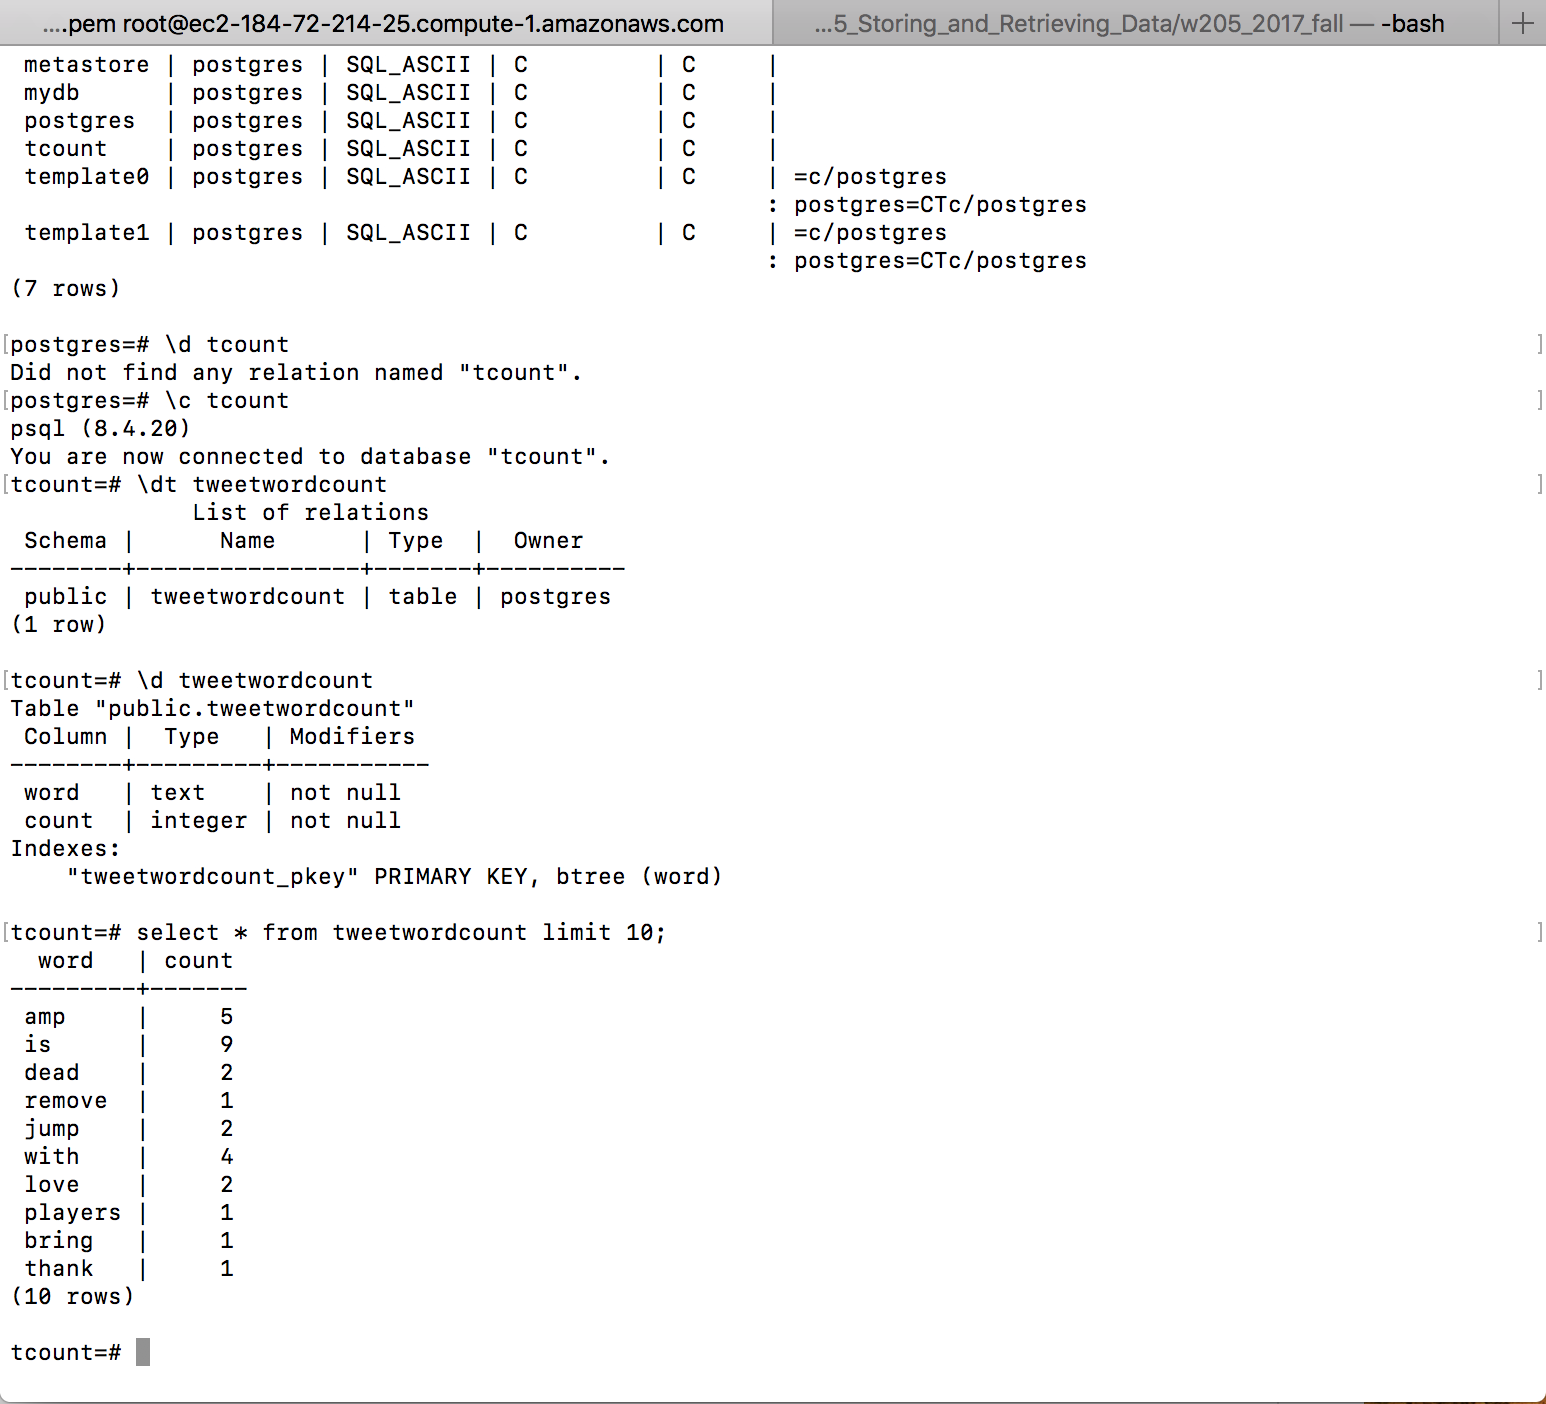 ....pem root@ec2-184-72-214-25.compute-1.amazonaws.com
...5_Storing_and_Retrieving_Data/w205_2017_fall — -bash +
metastore | postgres | SQL_ASCII | C         | C     |
mydb      | postgres | SQL_ASCII | C         | C     |
postgres  | postgres | SQL_ASCII | C         | C     |
tcount    | postgres | SQL_ASCII | C         | C     |
template0 | postgres | SQL_ASCII | C         | C     | =c/postgres
: postgres=CTc/postgres
template1 | postgres | SQL_ASCII | C         | C     | =c/postgres
: postgres=CTc/postgres
(7 rows)
[postgres=# \d tcount ]
Did not find any relation named "tcount".
[postgres=# \c tcount ]
psql (8.4.20)
You are now connected to database "tcount".
[tcount=# \dt tweetwordcount ]
List of relations
Schema |      Name      | Type  |  Owner
--------+----------------+-------+----------
public | tweetwordcount | table | postgres
(1 row)
[tcount=# \d tweetwordcount ]
Table "public.tweetwordcount"
Column |  Type   | Modifiers
--------+---------+-----------
word   | text    | not null
count  | integer | not null
Indexes:
"tweetwordcount_pkey" PRIMARY KEY, btree (word)
[tcount=# select * from tweetwordcount limit 10; ]
word   | count
---------+-------
amp     |     5
is      |     9
dead    |     2
remove  |     1
jump    |     2
with    |     4
love    |     2
players |     1
bring   |     1
thank   |     1
(10 rows)
tcount=#